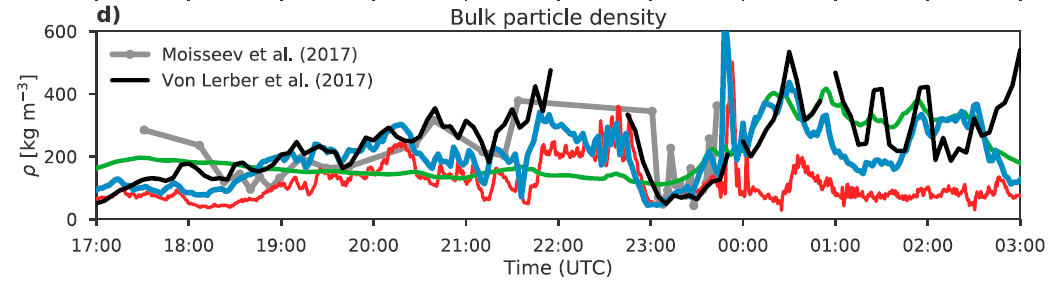 d)
Bulk particle density
600
400
200
0
ρ [kg m⁻³]
Moisseev et al. (2017)
Von Lerber et al. (2017)
17:00 18:00 19:00 20:00 21:00 22:00 23:00 00:00 01:00 02:00 03:00
Time (UTC)